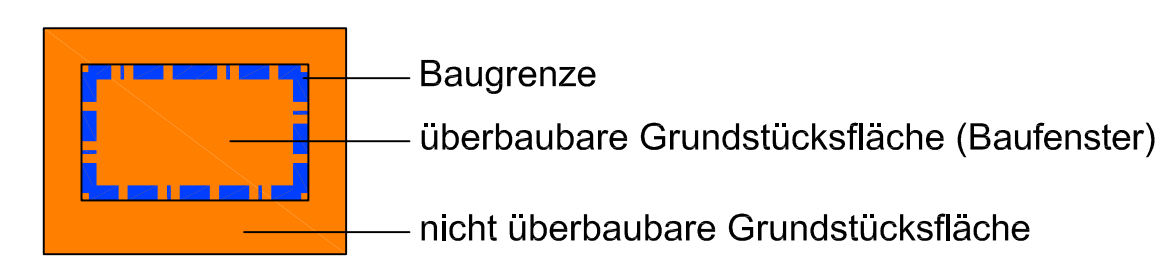 Baugrenze
überbaubare Grundstücksfläche (Baufenster)
nicht überbaubare Grundstücksfläche